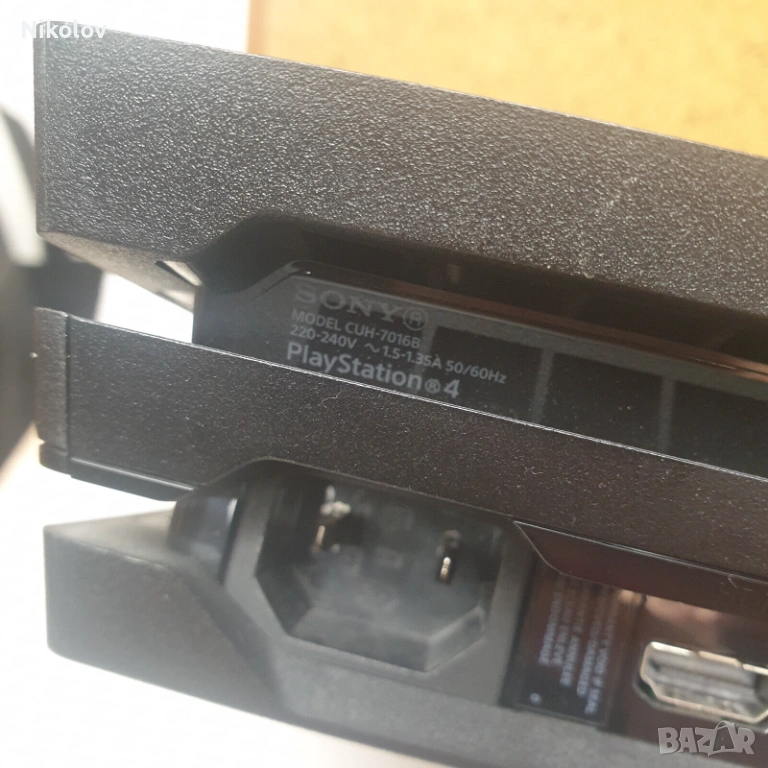 Nikolov
SONY®
MODEL CUH-7016B
220-240V ~1.5-1.35A 50/60Hz
PlayStation®4
BAZAR